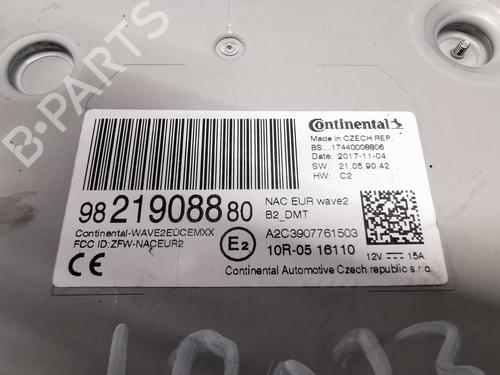 B-PARTS
Continental
Made in CZECH REP.
BS....17440008806
Date: 2017-11-04
SW: 21.05.90.42
HW: C2
98 219088 80
NAC EUR wave2
B2_DMT
Continental-WAVE2EUCEMXX
FCC ID:ZFW-NACEUR2
E2
A2C3907761503
10R-05 16110
12V 15A
Continental Automotive Czech republic s.r.o.